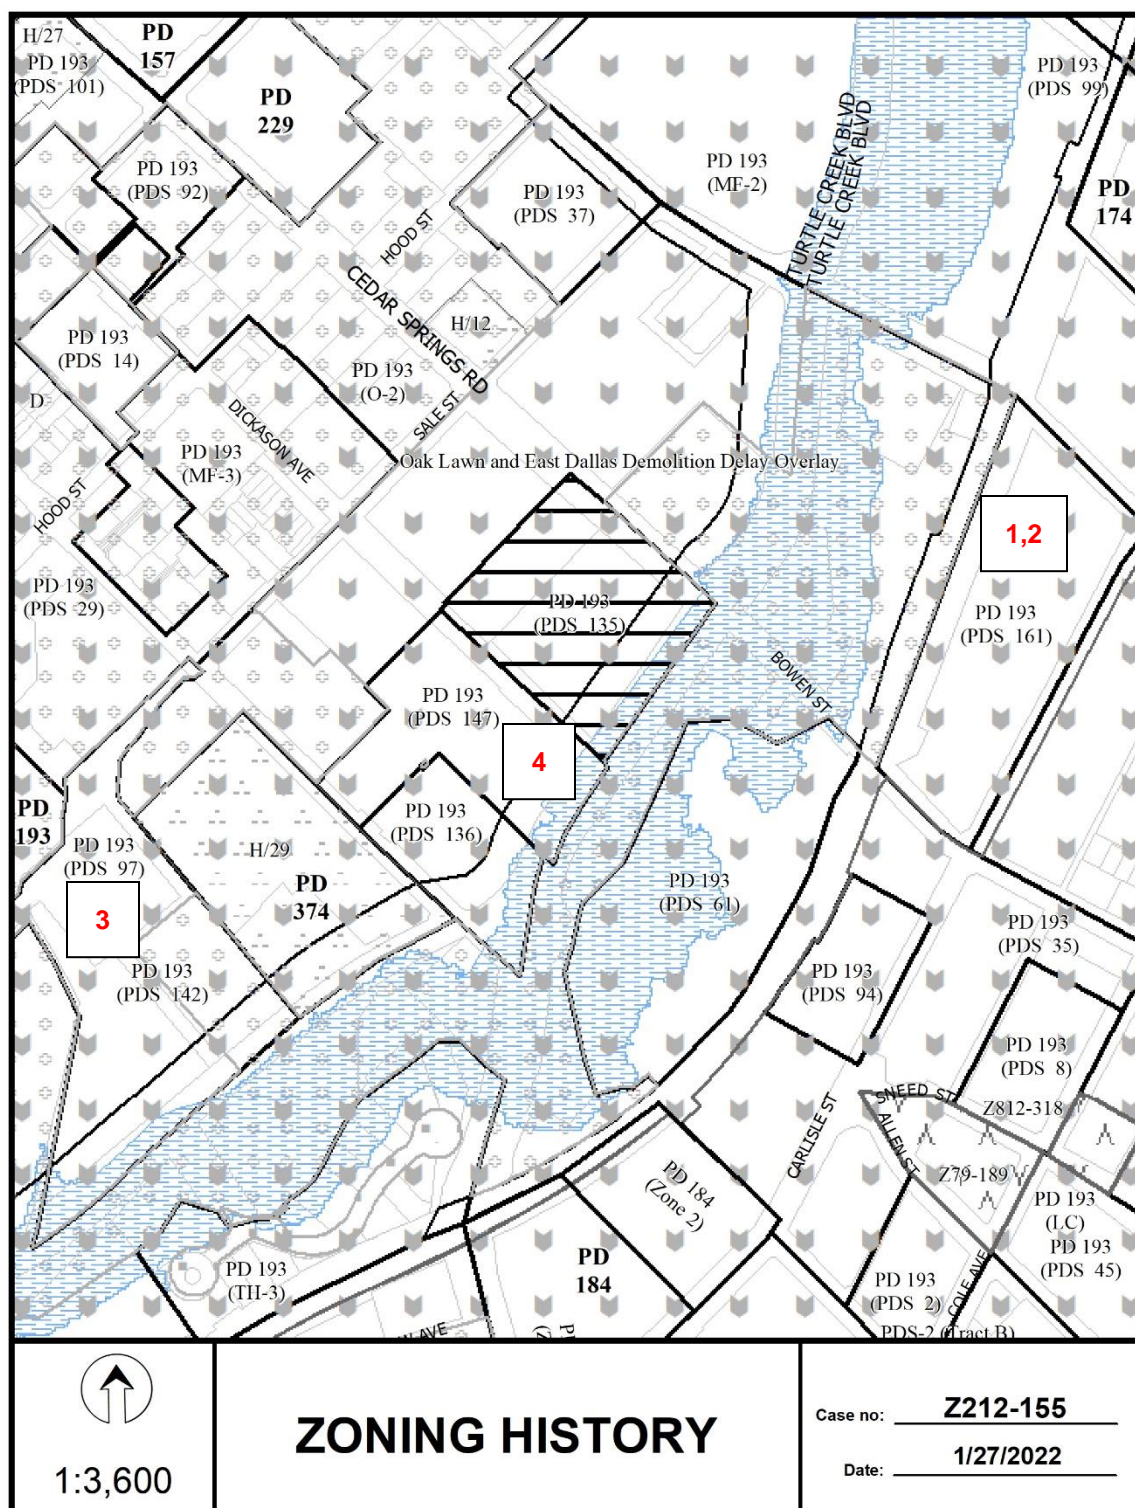 H/27
PD 193
(PDS 101)
PD
157
PD
229
PD 193
(PDS 92)
HOOD ST
PD 193
(PDS 37)
PD 193
(MF-2)
TURTLE CREEK BLVD
TURTLE CREEK BLVD
PD 193
(PDS 99)
PD
174
CEDAR SPRINGS RD
H/12
PD 193
(PDS 14)
D
PD 193
(O-2)
SALE ST
DICKASON AVE
PD 193
(MF-3)
HOOD ST
Oak Lawn and East Dallas Demolition Delay Overlay
1,2
PD 193
(PDS 29)
PD 193
(PDS 135)
PD 193
(PDS 161)
BOWEN ST
PD 193
(PDS 147)
4
PD
193
PD 193
(PDS 97)
3
H/29
PD
374
PD 193
(PDS 136)
PD 193
(PDS 61)
PD 193
(PDS 142)
PD 193
(PDS 94)
PD 193
(PDS 35)
PD 193
(PDS 8)
SNEED ST
Z812-318
CARLISLE ST
ALLEN ST
Z79-189
PD 184
(Zone 2)
PD
184
PD 193
(TH-3)
PD 193
(LC)
PD 193
(PDS 45)
PD 193
(PDS 2)
COLE AVE
PDS-2 (Tract B)
AVE
1:3,600
ZONING HISTORY
Case no: Z212-155
Date: 1/27/2022